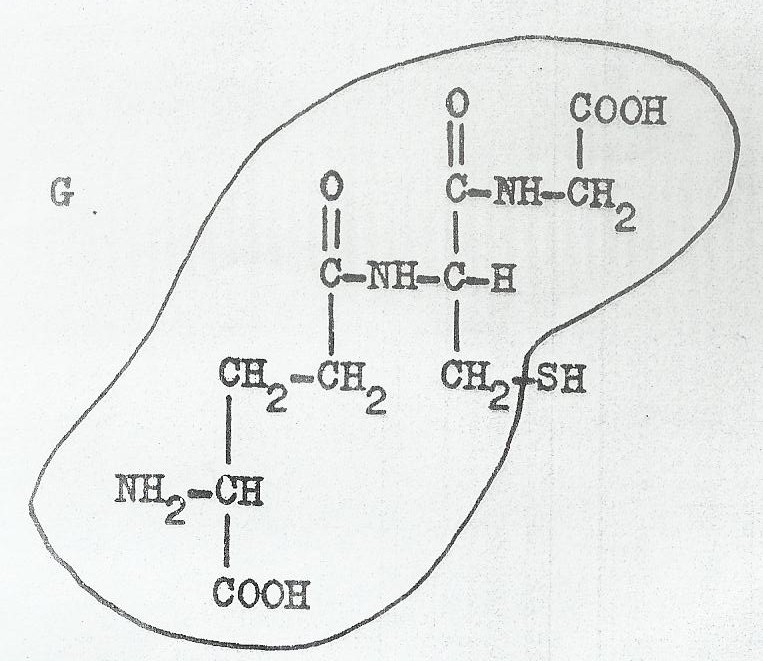 O COOH
O C-NH-CH2
G
C-NH-C-H
CH2-CH2 CH2-SH
NH2-CH
COOH